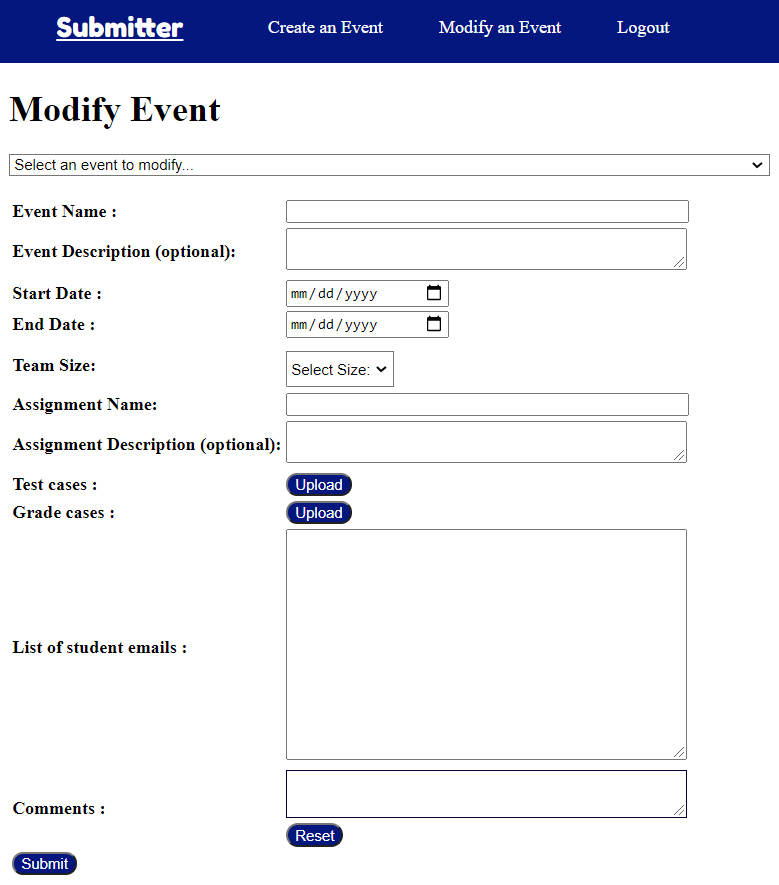 Submitter Create an Event Modify an Event Logout
Modify Event
Select an event to modify...
Event Name :
Event Description (optional):
Start Date : mm/dd/yyyy
End Date : mm/dd/yyyy
Team Size: Select Size:
Assignment Name:
Assignment Description (optional):
Test cases : Upload
Grade cases : Upload
List of student emails :
Comments :
Reset
Submit